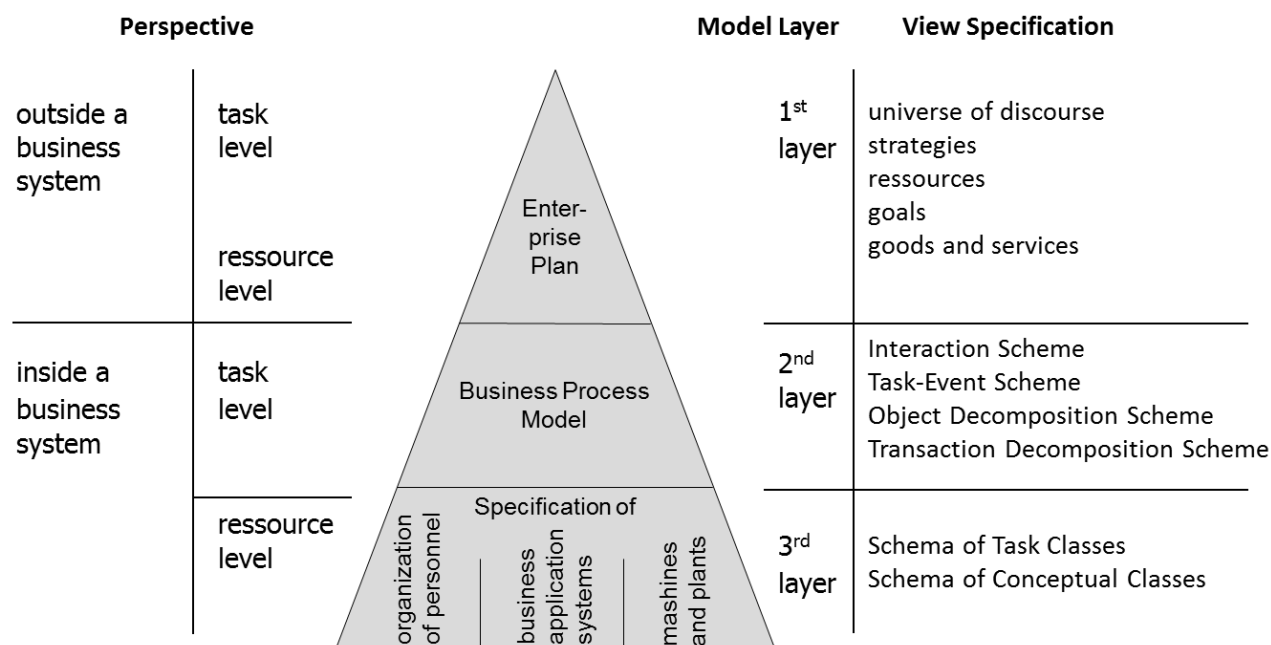 Perspective
Model Layer
View Specification
outside a
business
system
task
level
ressource
level
Enter-
prise
Plan
1st
layer
universe of discourse
strategies
ressources
goals
goods and services
inside a
business
system
task
level
Business Process
Model
2nd
layer
Interaction Scheme
Task-Event Scheme
Object Decomposition Scheme
Transaction Decomposition Scheme
ressource
level
Specification of
organization
of personnel
business
application
systems
mashines
and plants
3rd
layer
Schema of Task Classes
Schema of Conceptual Classes